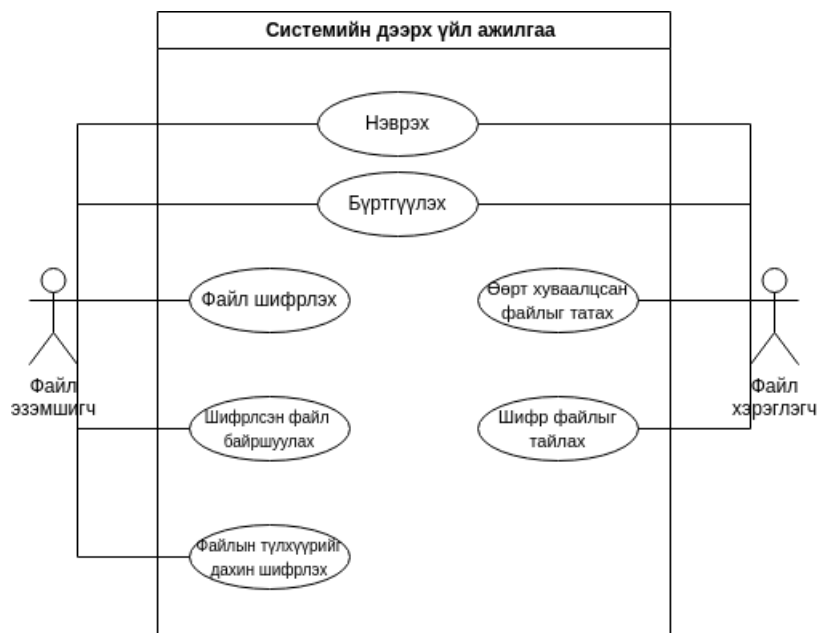 Системийн дээрх үйл ажилгаа
Нэврэх
Бүртгүүлэх
Файл шифрлэх
Өөрт хуваалцсан
файлыг татах
Файл
эзэмшигч
Файл
хэрэглэгч
Шифрлсэн файл
байршуулах
Шифр файлыг
тайлах
Файлын түлхүүрийг
дахин шифрлэх